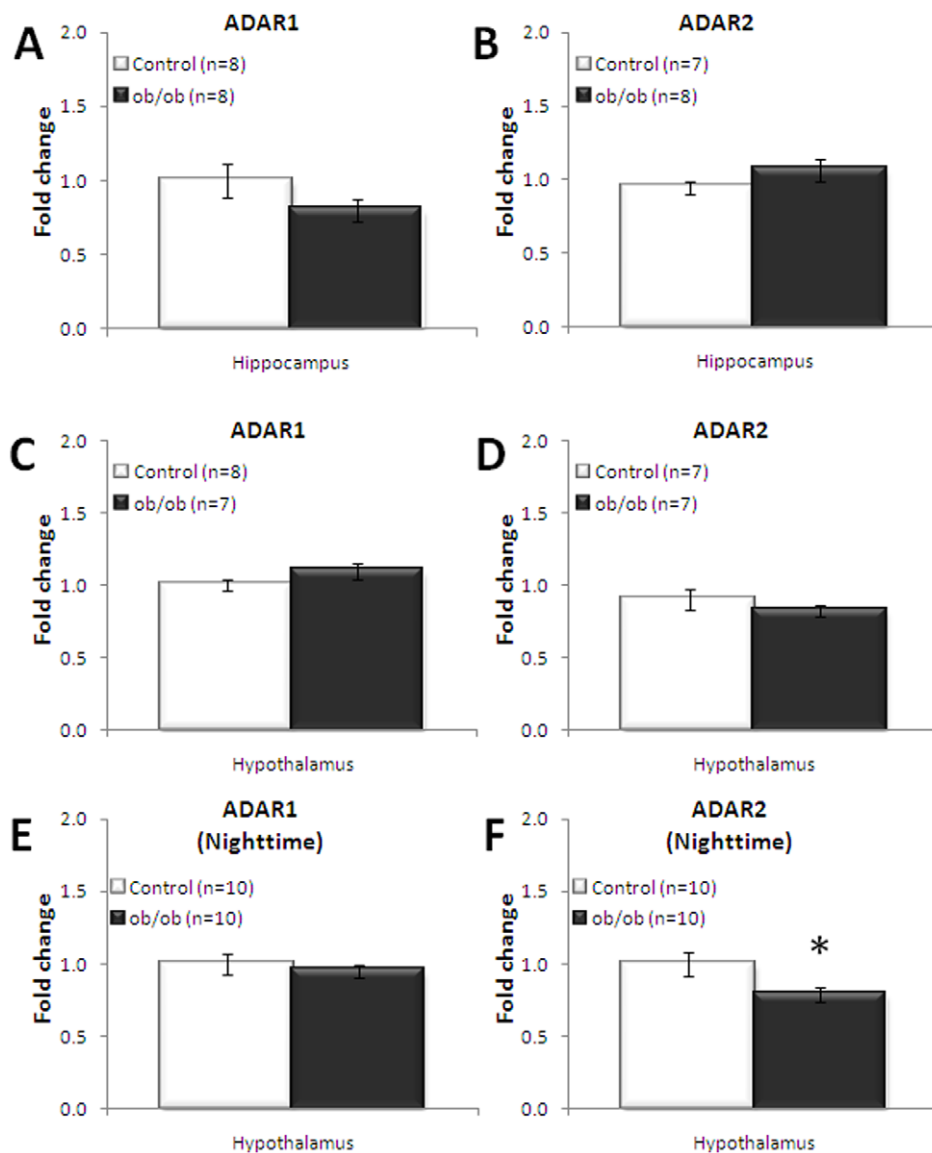 A
ADAR1
2.0
1.5
1.0
0.5
0.0
Fold change
Control (n=8)
ob/ob (n=8)
Hippocampus
B
ADAR2
2.0
1.5
1.0
0.5
0.0
Fold change
Control (n=7)
ob/ob (n=8)
Hippocampus
C
ADAR1
2.0
1.5
1.0
0.5
0.0
Fold change
Control (n=8)
ob/ob (n=7)
Hypothalamus
D
ADAR2
2.0
1.5
1.0
0.5
0.0
Fold change
Control (n=7)
ob/ob (n=7)
Hypothalamus
E
ADAR1
(Nighttime)
2.0
1.5
1.0
0.5
0.0
Fold change
Control (n=10)
ob/ob (n=10)
Hypothalamus
F
ADAR2
(Nighttime)
2.0
1.5
1.0
0.5
0.0
Fold change
Control (n=10)
ob/ob (n=10)
*
Hypothalamus